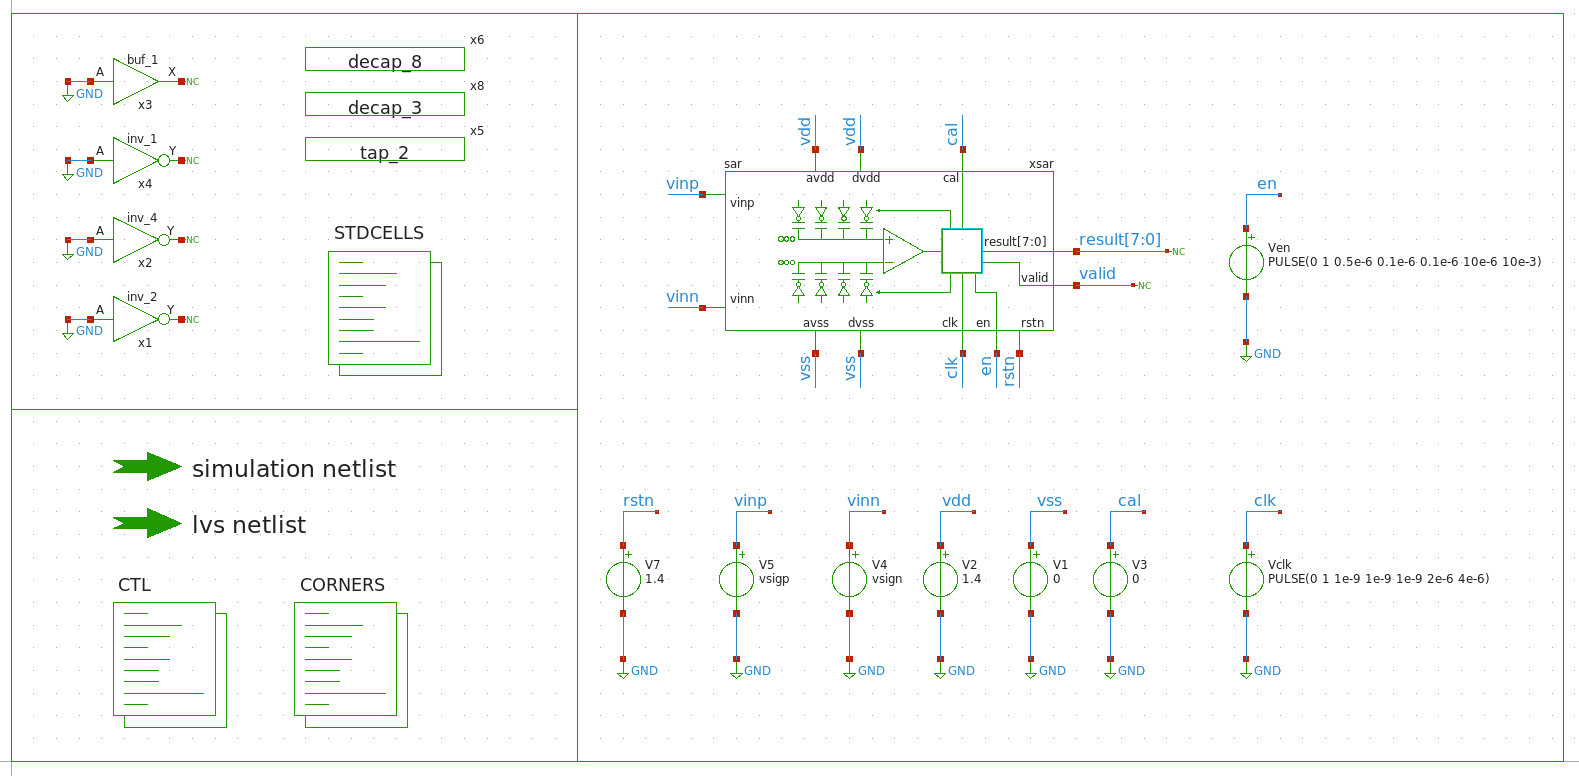 buf_1
A
X
NC
GND
x3
inv_1
A
Y
NC
GND
x4
inv_4
A
Y
NC
GND
x2
inv_2
A
Y
NC
GND
x1
x6
decap_8
x8
decap_3
x5
tap_2
STDCELLS
simulation netlist
lvs netlist
CTL
CORNERS
vdd
vdd
cal
sar
xsar
avdd
dvdd
cal
vinp
vinp
result[7:0]
result[7:0]
NC
valid
valid
NC
vinn
vinn
avss
dvss
clk
en
rstn
vss
vss
clk
en
rstn
en
Ven
PULSE(0 1 0.5e-6 0.1e-6 0.1e-6 10e-6 10e-3)
GND
rstn
V7
1.4
GND
vinp
V5
vsigp
GND
vinn
V4
vsign
GND
vdd
V2
1.4
GND
vss
V1
0
GND
cal
V3
0
GND
clk
Vclk
PULSE(0 1 1e-9 1e-9 1e-9 2e-6 4e-6)
GND